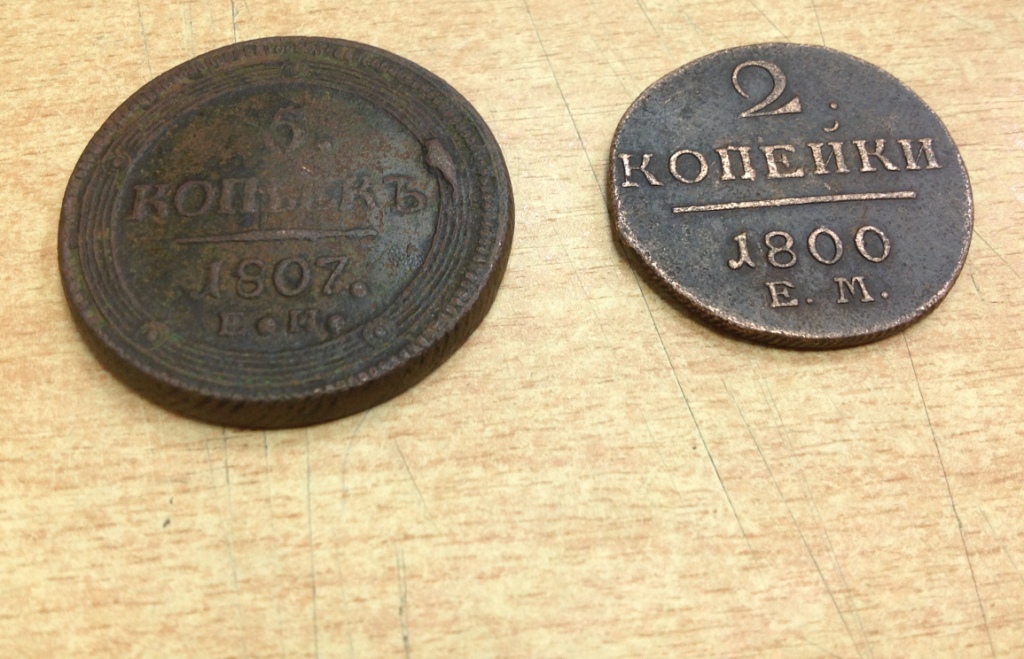 5.
КОПѢЕКЪ
1807.
Е. М.
2
КОПЕЙКИ
1800
Е. М.